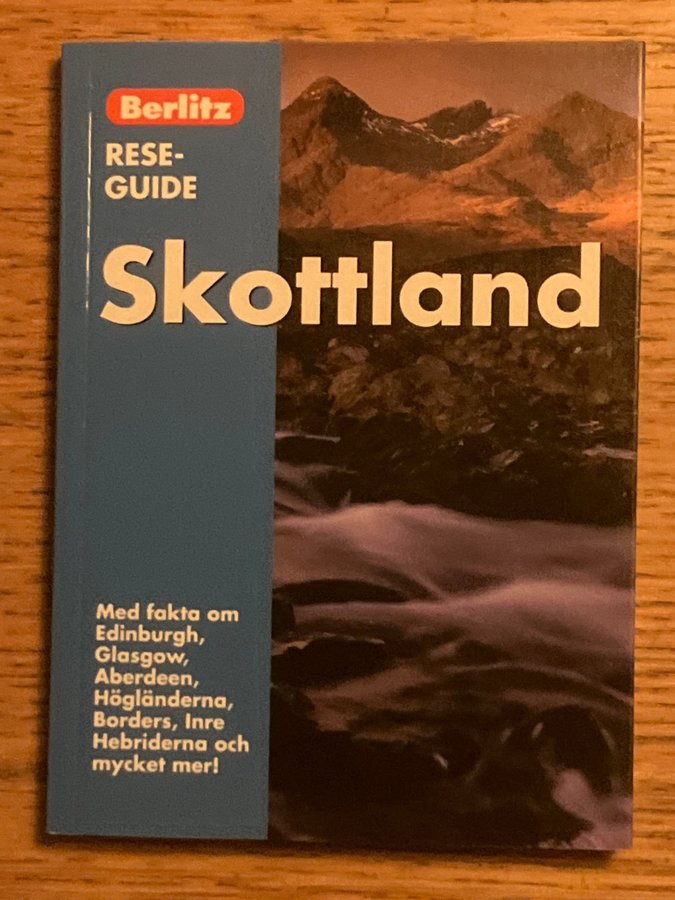 Berlitz
RESE-
GUIDE
Skottland
Med fakta om
Edinburgh,
Glasgow,
Aberdeen,
Högländerna,
Borders, Inre
Hebriderna och
mycket mer!